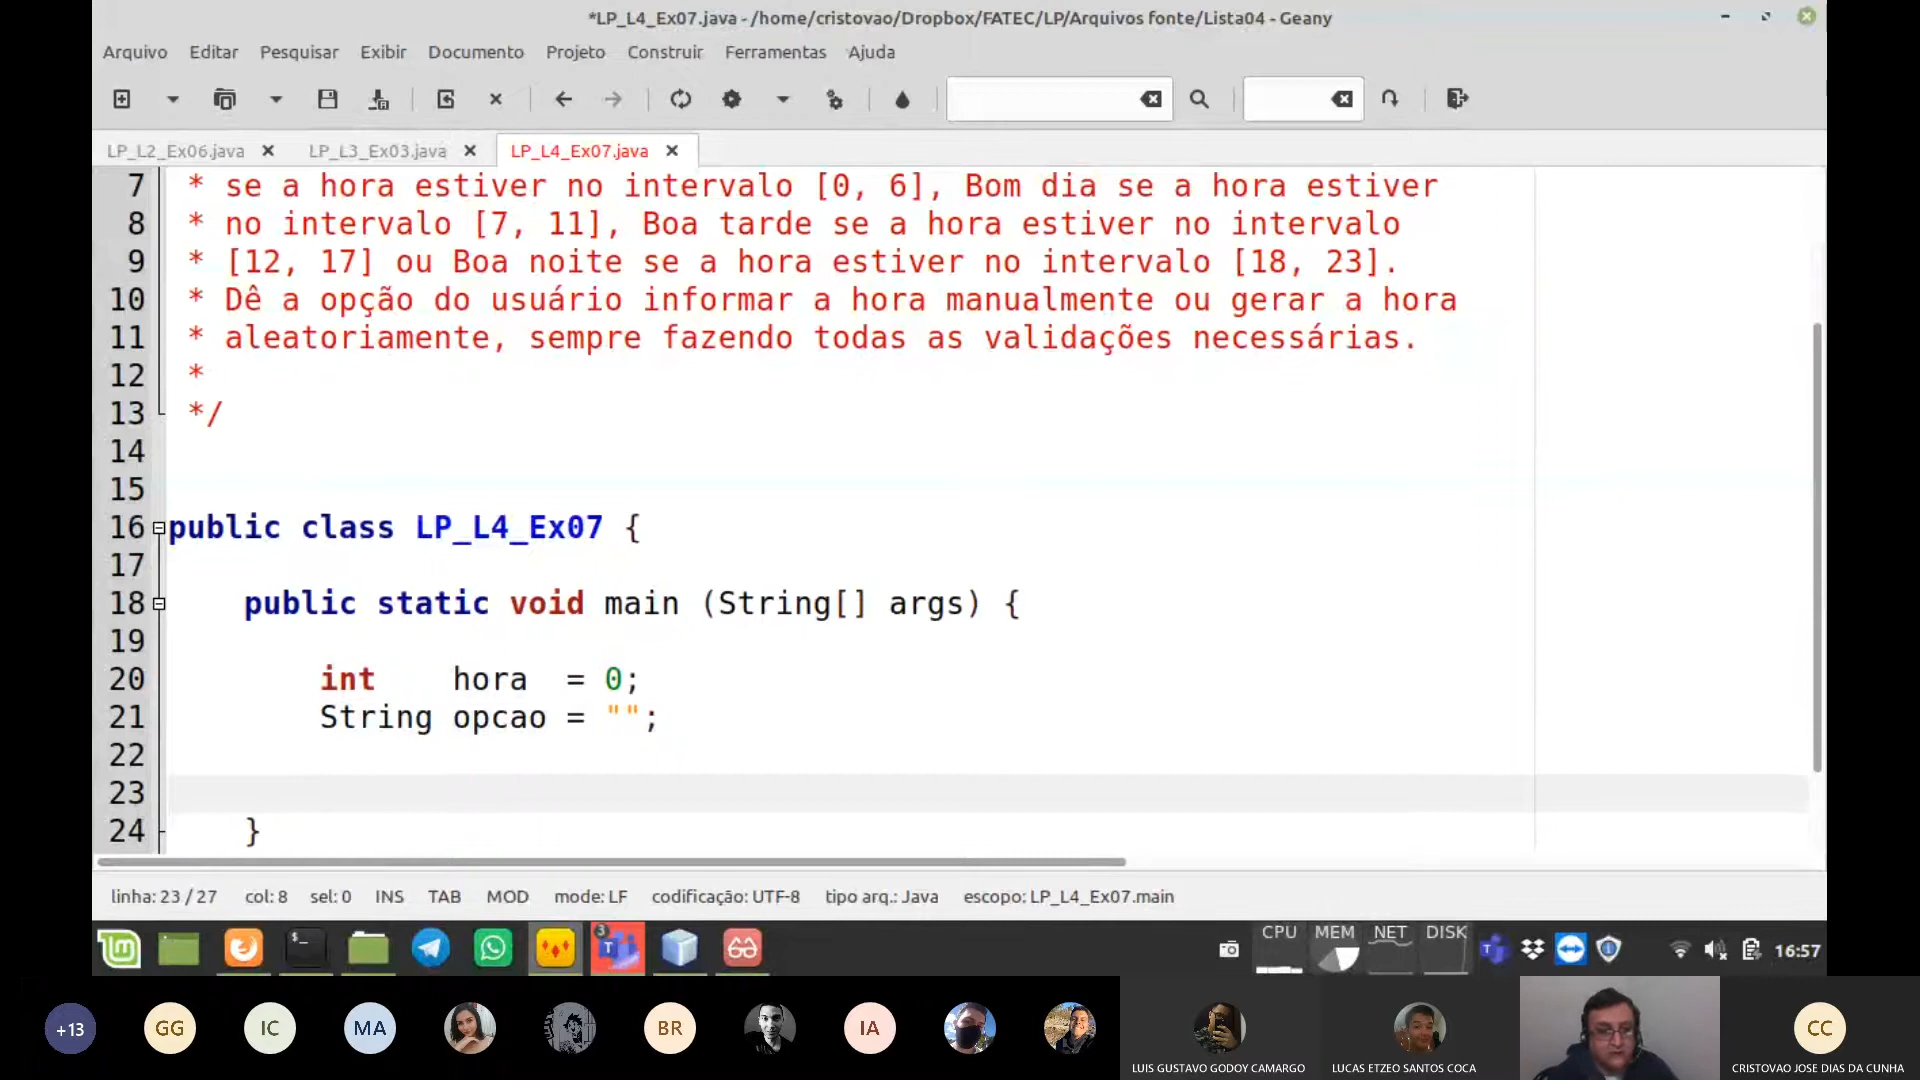 *LP_L4_Ex07.java - /home/cristovao/Dropbox/FATEC/LP/Arquivos fonte/Lista04 - Geany
Arquivo Editar Pesquisar Exibir Documento Projeto Construir Ferramentas Ajuda
LP_L2_Ex06.java LP_L3_Ex03.java LP_L4_Ex07.java
7 * se a hora estiver no intervalo [0, 6], Bom dia se a hora estiver
8 * no intervalo [7, 11], Boa tarde se a hora estiver no intervalo
9 * [12, 17] ou Boa noite se a hora estiver no intervalo [18, 23].
10 * Dê a opção do usuário informar a hora manualmente ou gerar a hora
11 * aleatoriamente, sempre fazendo todas as validações necessárias.
12 *
13 */
14
15
16 public class LP_L4_Ex07 {
17
18 public static void main (String[] args) {
19
20 int hora = 0;
21 String opcao = "";
22
23
24 }
linha: 23 / 27 col: 8 sel: 0 INS TAB MOD mode: LF codificação: UTF-8 tipo arq.: Java escopo: LP_L4_Ex07.main
3 T CPU MEM NET DISK 16:57
+13 GG IC MA BR IA CC
LUIS GUSTAVO GODOY CAMARGO LUCAS ETZEO SANTOS COCA CRISTOVAO JOSE DIAS DA CUNHA